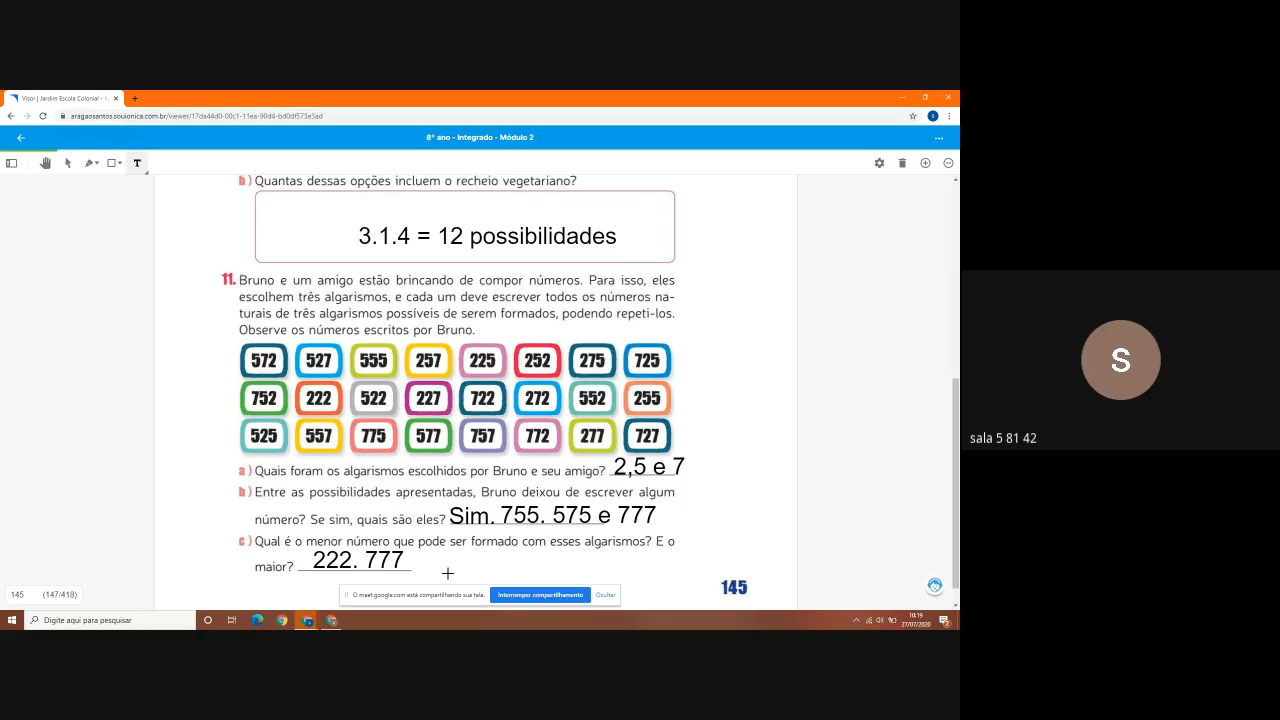 Visor | Jardim Escola Colonial -
aragaosantos.souionica.com.br/viewer/17da44d0-00c1-11ea-90d4-bd0df573e3ad
8º ano - Integrado - Módulo 2
T
b) Quantas dessas opções incluem o recheio vegetariano?
3.1.4 = 12 possibilidades
11. Bruno e um amigo estão brincando de compor números. Para isso, eles
escolhem três algarismos, e cada um deve escrever todos os números na-
turais de três algarismos possíveis de serem formados, podendo repeti-los.
Observe os números escritos por Bruno.
572 527 555 257 225 252 275 725
752 222 522 227 722 272 552 255
525 557 775 577 757 772 277 727
a) Quais foram os algarismos escolhidos por Bruno e seu amigo? 2,5 e 7
b) Entre as possibilidades apresentadas, Bruno deixou de escrever algum
número? Se sim, quais são eles? Sim. 755. 575 e 777
c) Qual é o menor número que pode ser formado com esses algarismos? E o
maior? 222. 777
145
145 (147/418)
O meet.google.com está compartilhando sua tela. Interromper compartilhamento Ocultar
Digite aqui para pesquisar
10:19
27/07/2020
S
sala 5 81 42